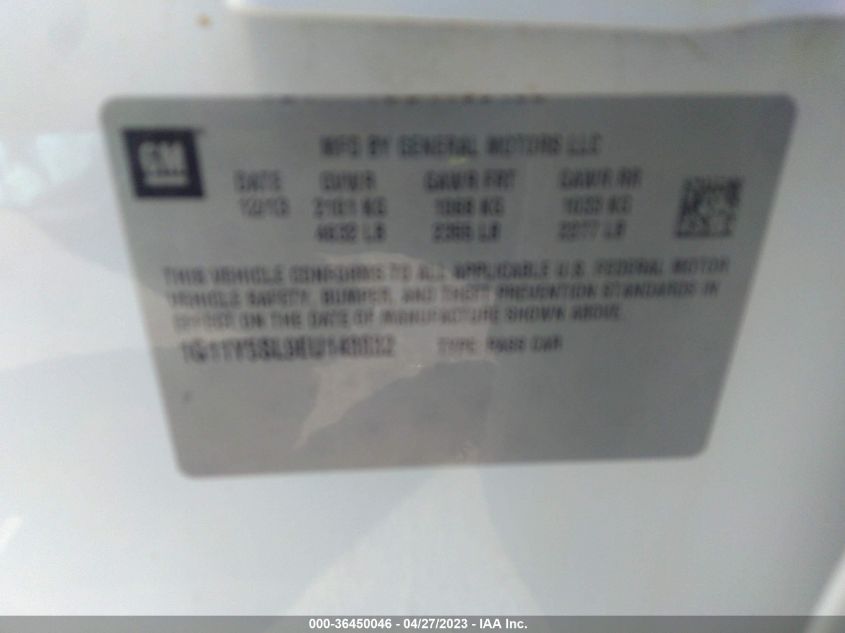 GM
MFG BY GENERAL MOTORS LLC
DATE GVWR GAWR FRT GAWR RR
12/13 2101 KG 1068 KG 1033 KG
4632 LB 2355 LB 2277 LB
THIS VEHICLE CONFORMS TO ALL APPLICABLE U.S. FEDERAL MOTOR
VEHICLE SAFETY, BUMPER, AND THEFT PREVENTION STANDARDS IN
EFFECT ON THE DATE OF MANUFACTURE SHOWN ABOVE.
TYPE: PASS CAR
000-36450046 - 04/27/2023 - IAA Inc.